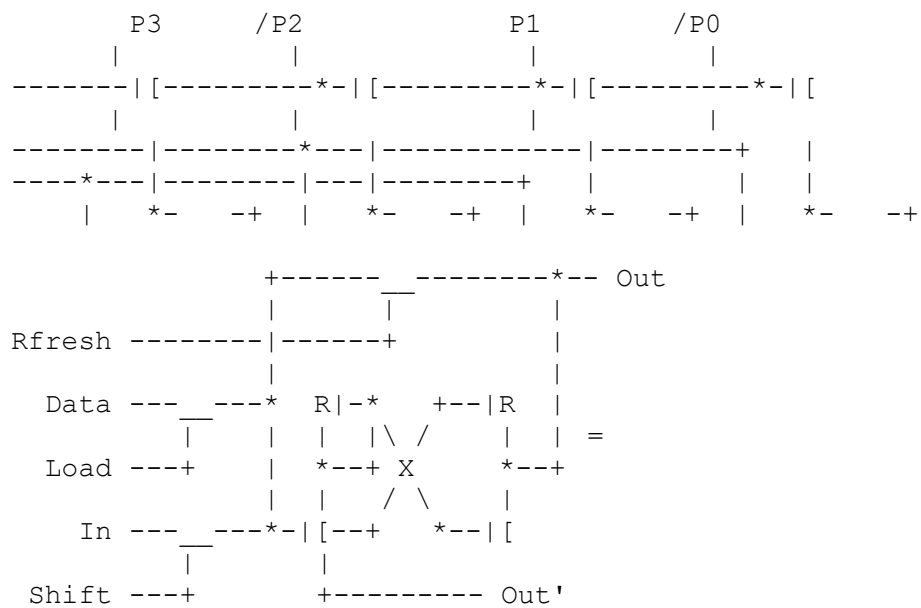 P3 /P2 P1 /P0
Out
Rfresh
Data R R
=
Load X
In
Shift Out'